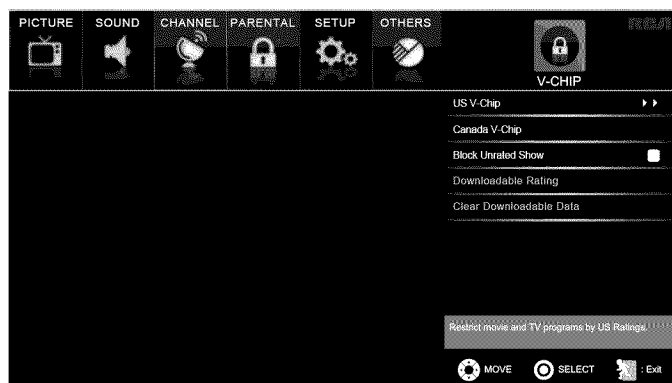 PICTURE SOUND CHANNEL PARENTAL SETUP OTHERS
RCA
V-CHIP
US V-Chip
Canada V-Chip
Block Unrated Show
Downloadable Rating
Clear Downloadable Data
Restrict movie and TV programs by US Ratings.
MOVE SELECT : Exit